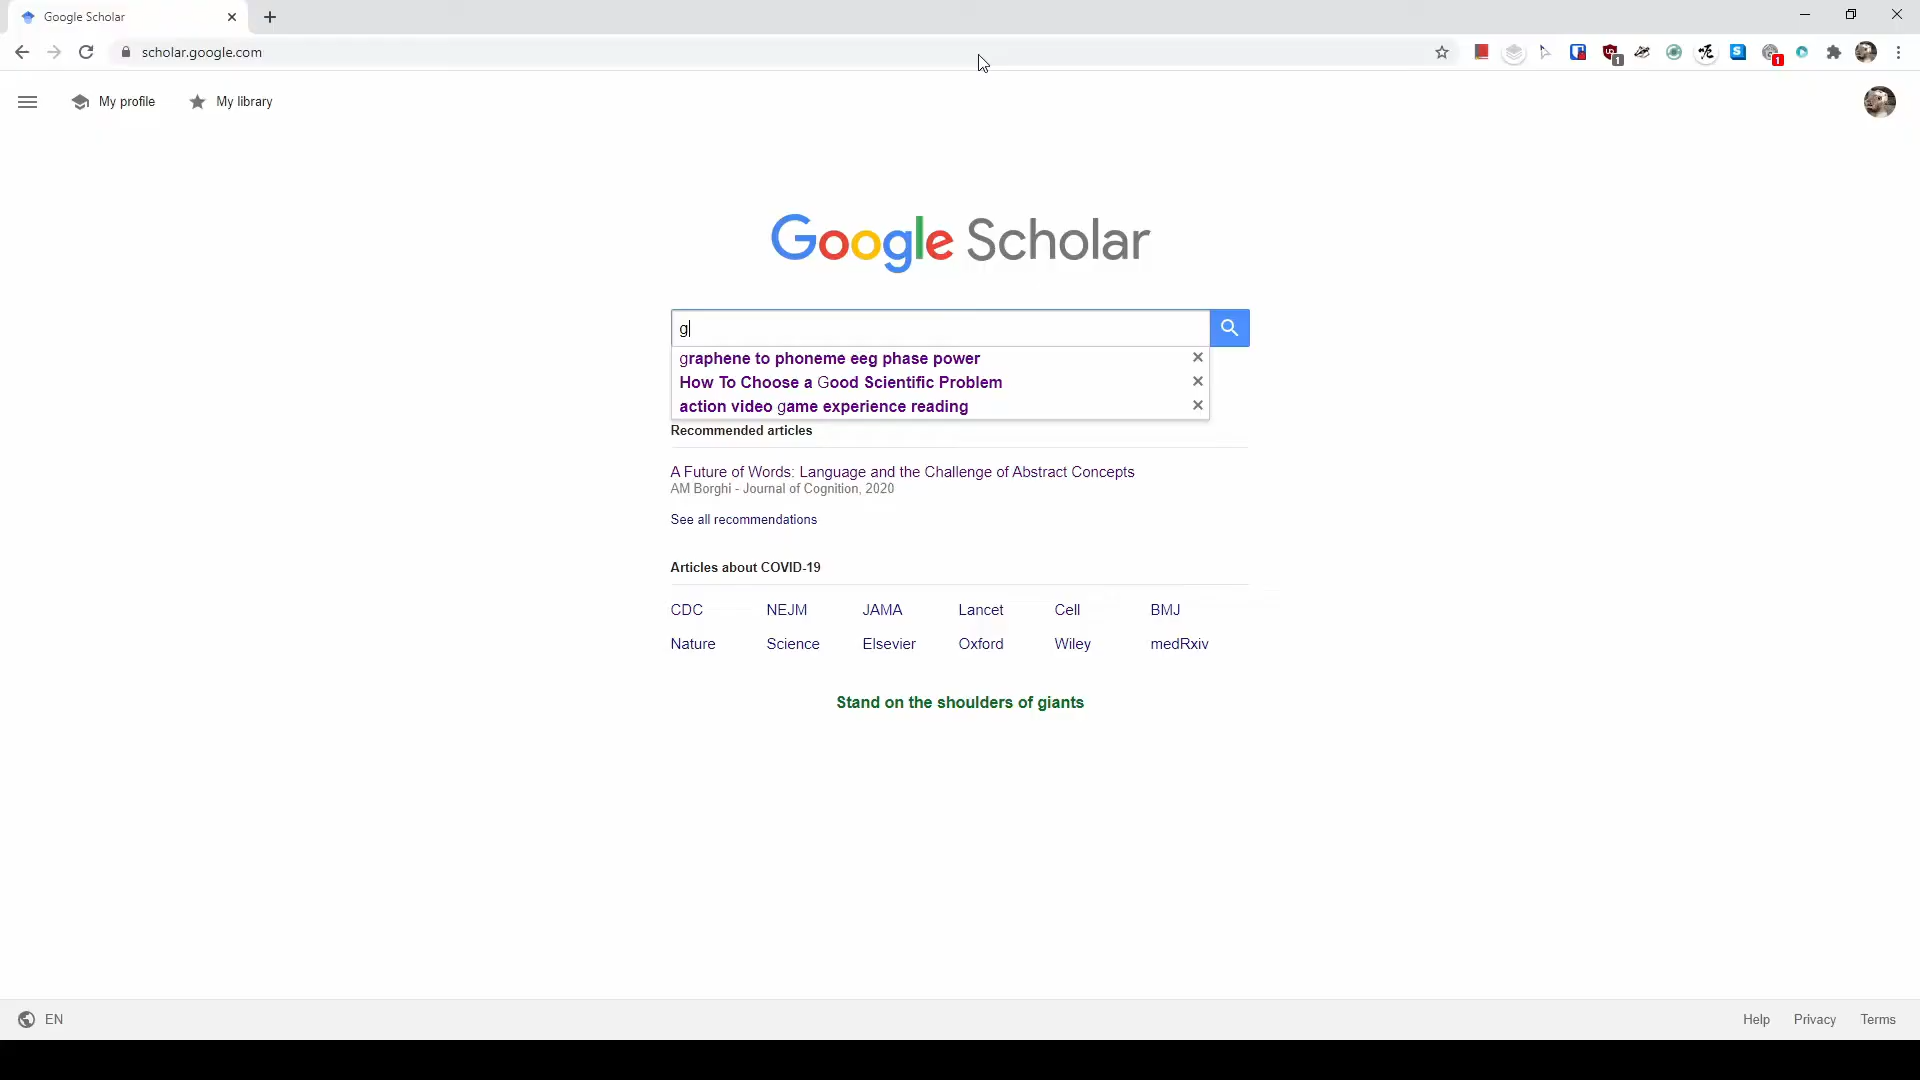 Google Scholar
scholar.google.com
1
S
1
My profile
My library
Google Scholar
g
graphene to phoneme eeg phase power
How To Choose a Good Scientific Problem
action video game experience reading
Recommended articles
A Future of Words: Language and the Challenge of Abstract Concepts
AM Borghi - Journal of Cognition, 2020
See all recommendations
Articles about COVID-19
CDC NEJM JAMA Lancet Cell BMJ
Nature Science Elsevier Oxford Wiley medRxiv
Stand on the shoulders of giants
EN
Help Privacy Terms